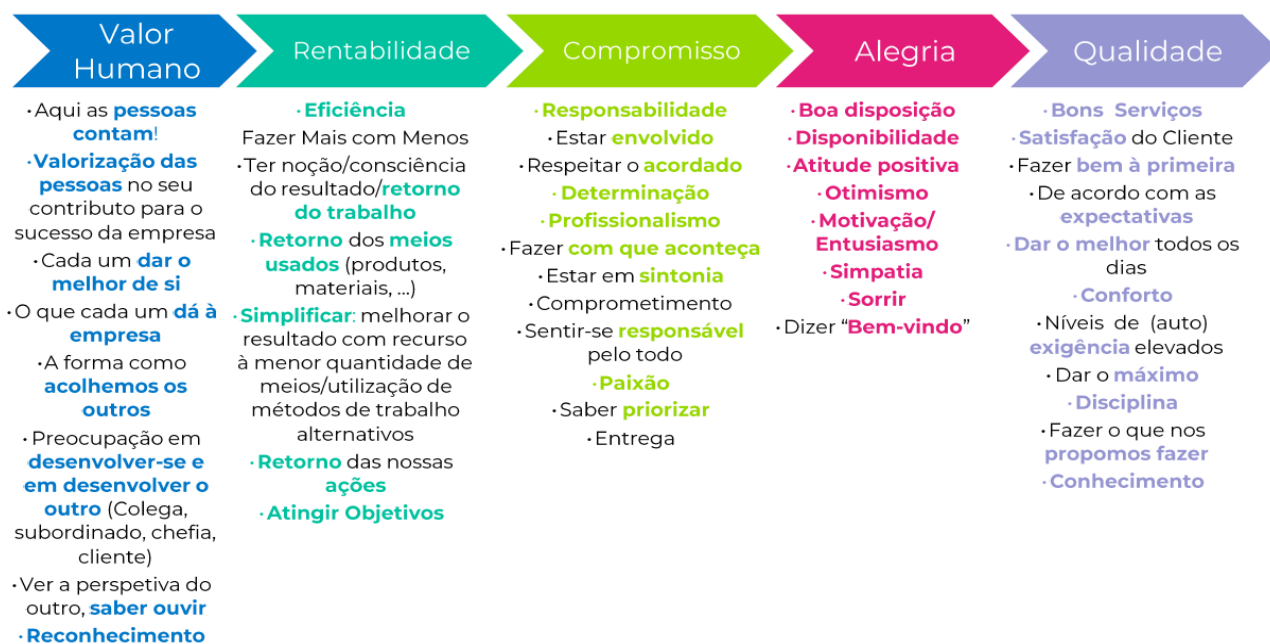 Valor
Humano
· Aqui as pessoas
contam!
· Valorização das
pessoas no seu
contributo para o
sucesso da empresa
· Cada um dar o
melhor de si
· O que cada um dá à
empresa
· A forma como
acolhemos os
outros
· Preocupação em
desenvolver-se e
em desenvolver o
outro (Colega,
subordinado, chefia,
cliente)
· Ver a perspetiva do
outro, saber ouvir
· Reconhecimento
Rentabilidade
· Eficiência
Fazer Mais com Menos
· Ter noção/consciência
do resultado/retorno
do trabalho
· Retorno dos meios
usados (produtos,
materiais, ...)
· Simplificar: melhorar o
resultado com recurso
à menor quantidade de
meios/utilização de
métodos de trabalho
alternativos
· Retorno das nossas
ações
· Atingir Objetivos
Compromisso
· Responsabilidade
· Estar envolvido
· Respeitar o acordado
· Determinação
· Profissionalismo
· Fazer com que aconteça
· Estar em sintonia
· Comprometimento
· Sentir-se responsável
pelo todo
· Paixão
· Saber priorizar
· Entrega
Alegria
· Boa disposição
· Disponibilidade
· Atitude positiva
· Otimismo
· Motivação/
Entusiasmo
· Simpatia
· Sorrir
· Dizer “Bem-vindo”
Qualidade
· Bons Serviços
· Satisfação do Cliente
· Fazer bem à primeira
· De acordo com as
expectativas
· Dar o melhor todos os
dias
· Conforto
· Níveis de (auto)
exigência elevados
· Dar o máximo
· Disciplina
· Fazer o que nos
propomos fazer
· Conhecimento